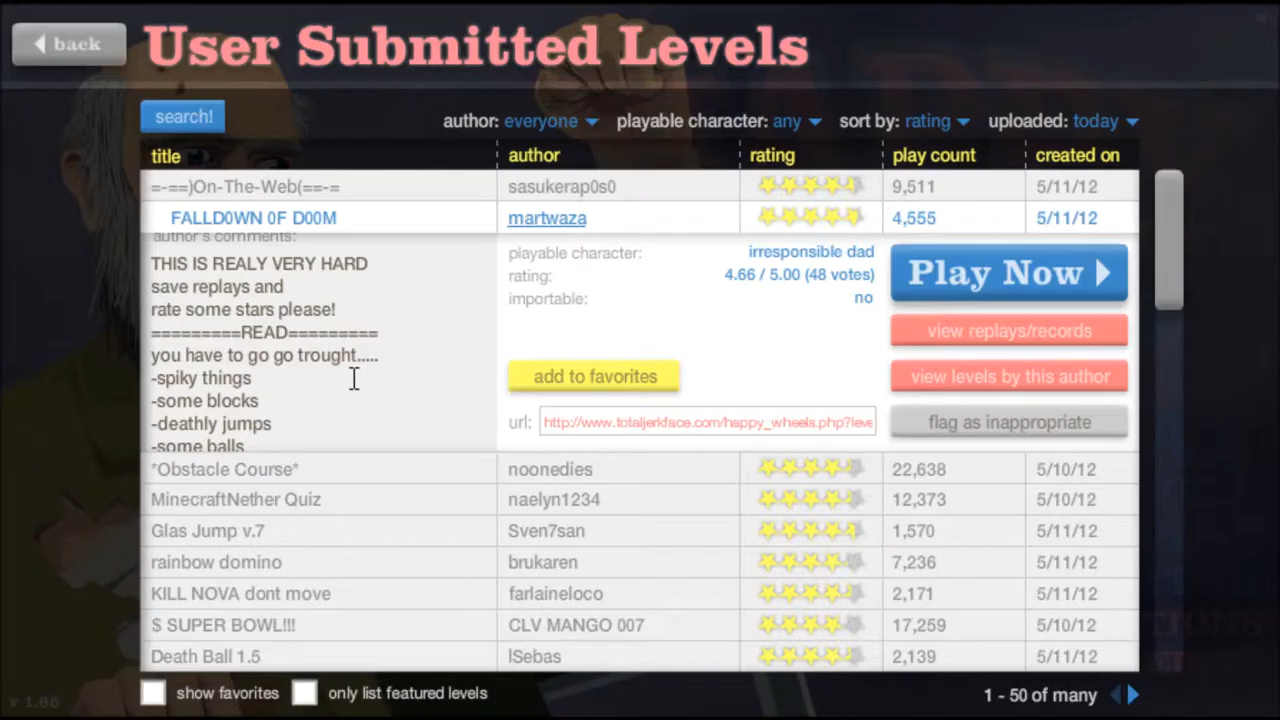 back
User Submitted Levels
search!
author: everyone playable character: any sort by: rating uploaded: today
title author rating play count created on
=-==)On-The-Web(==-= sasukerap0s0 9,511 5/11/12
FALLD0WN 0F D00M martwaza 4,555 5/11/12
author's comments:
THIS IS REALY VERY HARD
save replays and
rate some stars please!
=========READ=========
you have to go go trought.....
-spiky things
-some blocks
-deathly jumps
-some balls
playable character: irresponsible dad
rating: 4.66 / 5.00 (48 votes)
importable: no
add to favorites
url: http://www.totaljerkface.com/happy_wheels.php?leve
Play Now
view replays/records
view levels by this author
flag as inappropriate
*Obstacle Course* noonedies 22,638 5/10/12
MinecraftNether Quiz naelyn1234 12,373 5/10/12
Glas Jump v.7 Sven7san 1,570 5/11/12
rainbow domino brukaren 7,236 5/11/12
KILL NOVA dont move farlaineloco 2,171 5/11/12
$ SUPER BOWL!!! CLV MANGO 007 17,259 5/10/12
Death Ball 1.5 lSebas 2,139 5/11/12
show favorites only list featured levels 1 - 50 of many